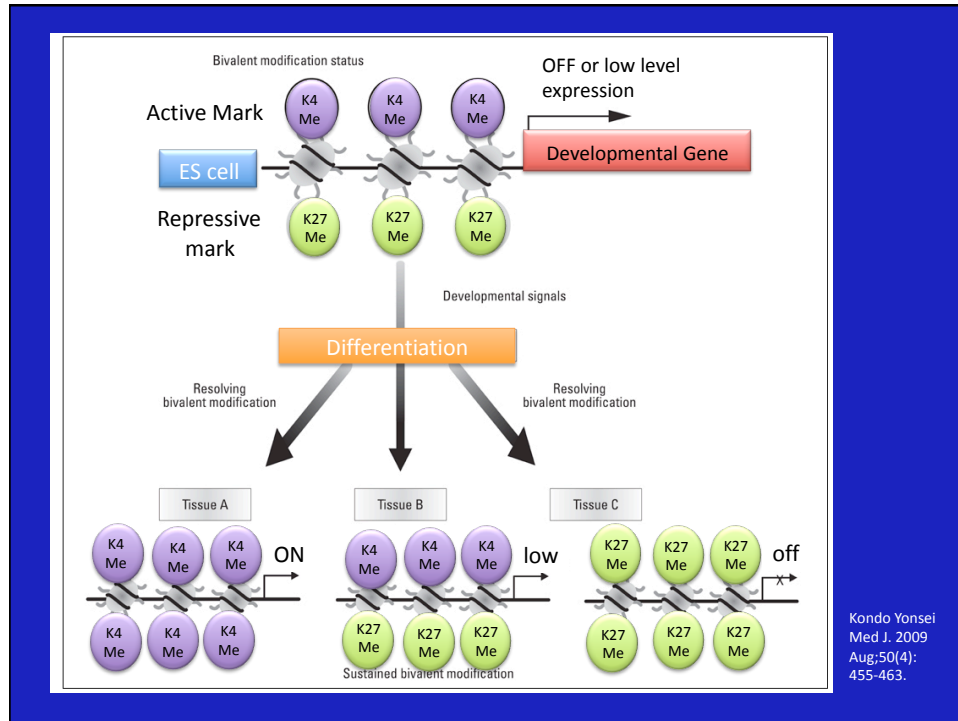 Bivalent modification status
OFF or low level
expression
K4
Me
K4
Me
K4
Me
Active Mark
Developmental Gene
ES cell
Repressive
mark
K27
Me
K27
Me
K27
Me
Developmental signals
Differentiation
Resolving
bivalent modification
Resolving
bivalent modification
Tissue A
Tissue B
Tissue C
K4
Me
K4
Me
K4
Me
ON
K4
Me
K4
Me
K4
Me
low
K27
Me
K27
Me
K27
Me
off
x
K4
Me
K4
Me
K4
Me
K27
Me
K27
Me
K27
Me
K27
Me
K27
Me
K27
Me
Sustained bivalent modification
Kondo Yonsei
Med J. 2009
Aug;50(4):
455-463.